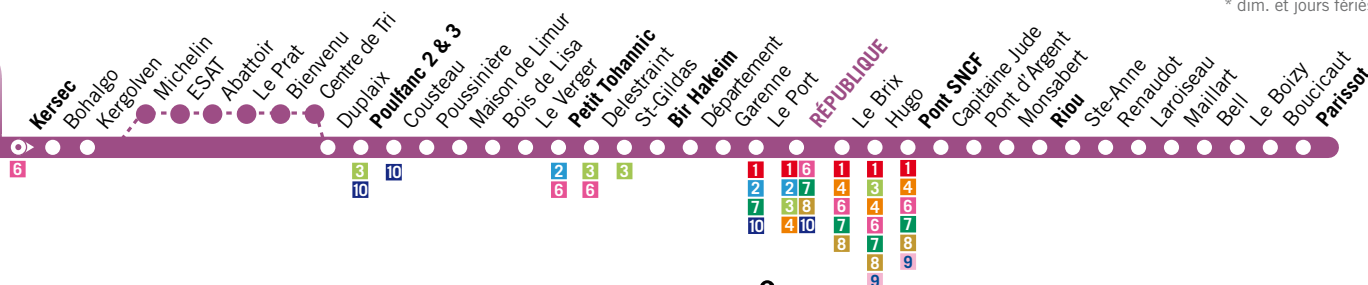 * dim. et jours fériés
Kersec
Bohalgo
Kergolven
Michelin
ESAT
Abattoir
Le Prat
Bienvenu
Centre de Tri
Duplaix
Poulfanc 2 & 3
Cousteau
Poussinière
Maison de Limur
Bois de Lisa
Le Verger
Petit Tohannic
Delestraint
St-Gildas
Bir Hakeim
Département
Garenne
Le Port
RÉPUBLIQUE
Le Brix
Hugo
Pont SNCF
Capitaine Jude
Pont d'Argent
Monsabert
Riou
Ste-Anne
Renaudot
Laroiseau
Maillart
Bell
Le Boizy
Boucicaut
Parissot
6
3
10
10
2
6
3
6
3
1
2
7
10
1 6
2 7
3 8
4 10
1
4
6
7
8
1
3
4
6
7
8
9
1
4
6
7
8
9